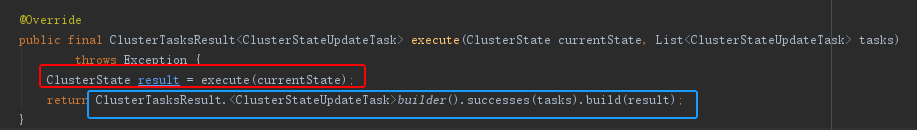 @Override
public final ClusterTasksResult<ClusterStateUpdateTask> execute(ClusterState currentState, List<ClusterStateUpdateTask> tasks)
throws Exception {
ClusterState result = execute(currentState);
return ClusterTasksResult.<ClusterStateUpdateTask>builder().successes(tasks).build(result);
}